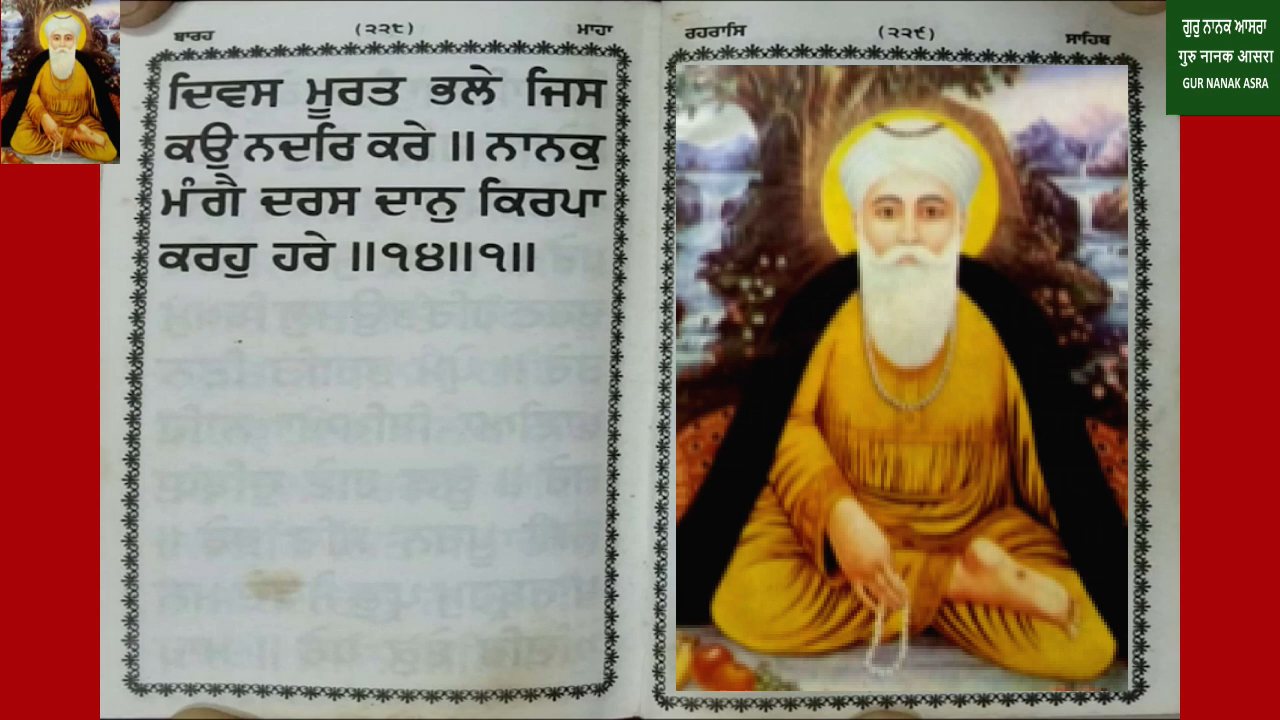 ਬਾਰਹ (੨੨੮) ਮਾਹਾ
ਦਿਵਸ ਮੂਰਤ ਭਲੇ ਜਿਸ
ਕਉ ਨਦਰਿ ਕਰੇ ॥ ਨਾਨਕੁ
ਮੰਗੈ ਦਰਸ ਦਾਨੁ ਕਿਰਪਾ
ਕਰਹੁ ਹਰੇ ॥੧੪॥੧॥
ਰਹਰਾਸਿ (੨੨੯) ਸਾਹਿਬ
ਗੁਰੁ ਨਾਨਕ ਆਸਰਾ
गुरु नानक आसरा
GUR NANAK ASRA